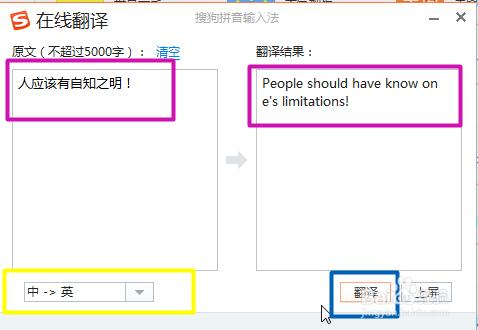 在线翻译
搜狗拼音输入法
原文（不超过5000字）： 清空
翻译结果：
人应该有自知之明！
People should have know on
e's limitations!
中 -> 英
翻译
上屏